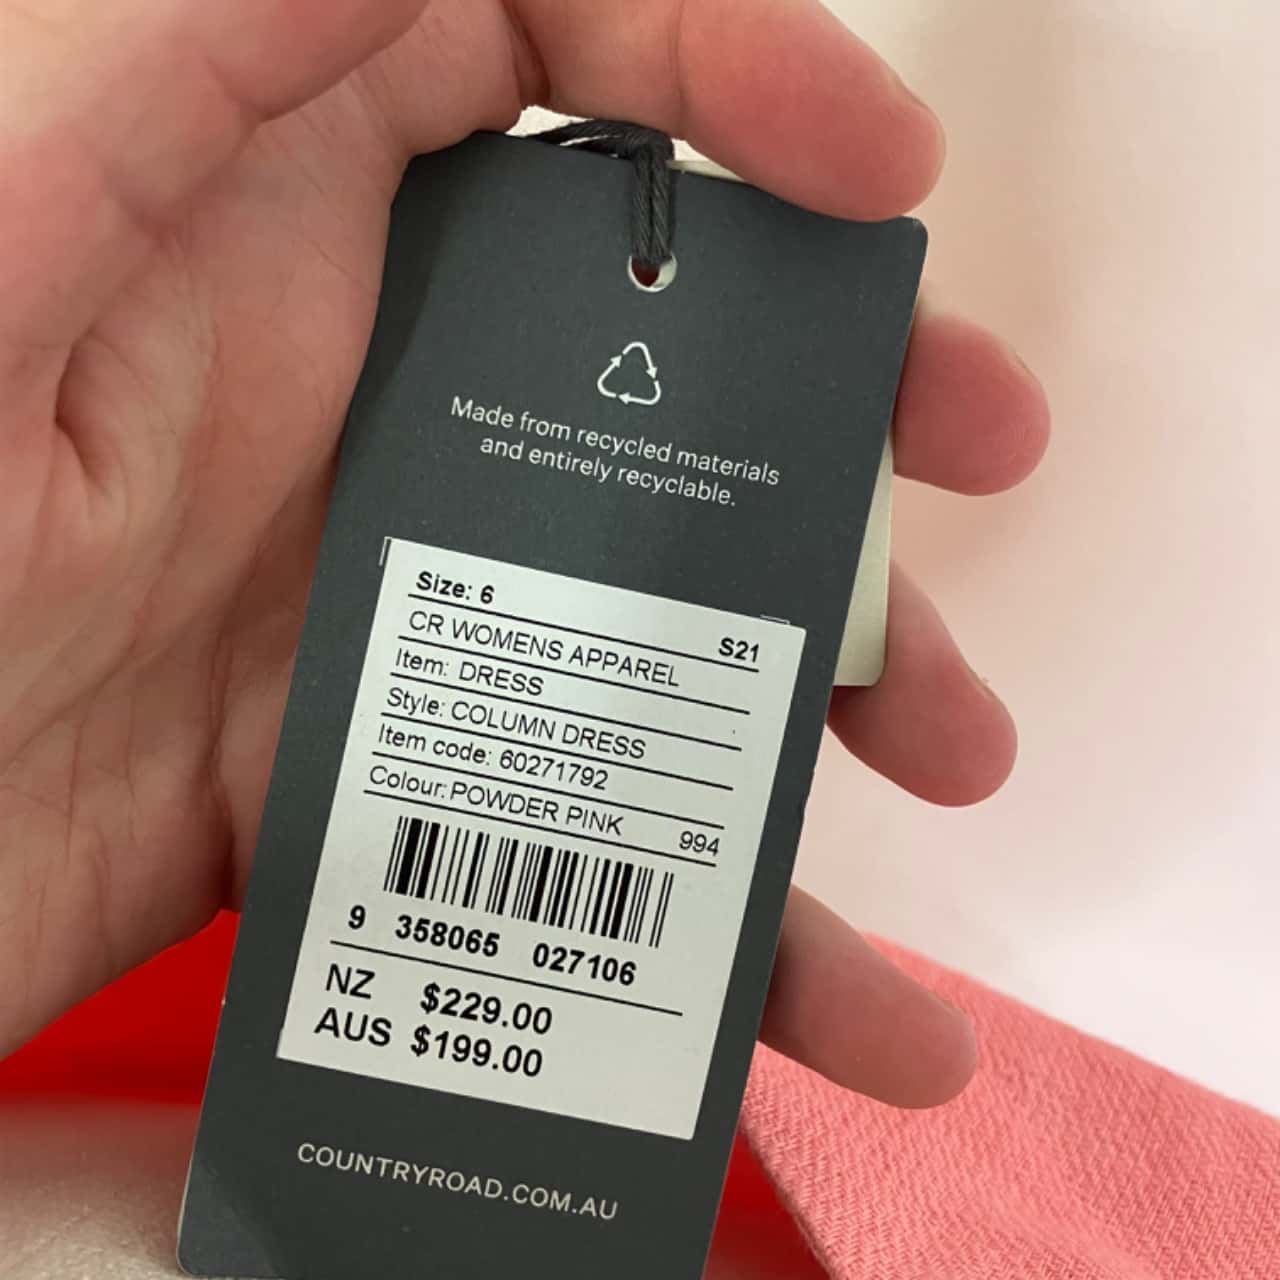 Made from recycled materials
and entirely recyclable.
Size: 6 S21
CR WOMENS APPAREL
Item: DRESS
Style: COLUMN DRESS
Item code: 60271792
Colour: POWDER PINK 994
9 358065 027106
NZ $229.00
AUS $199.00
COUNTRYROAD.COM.AU